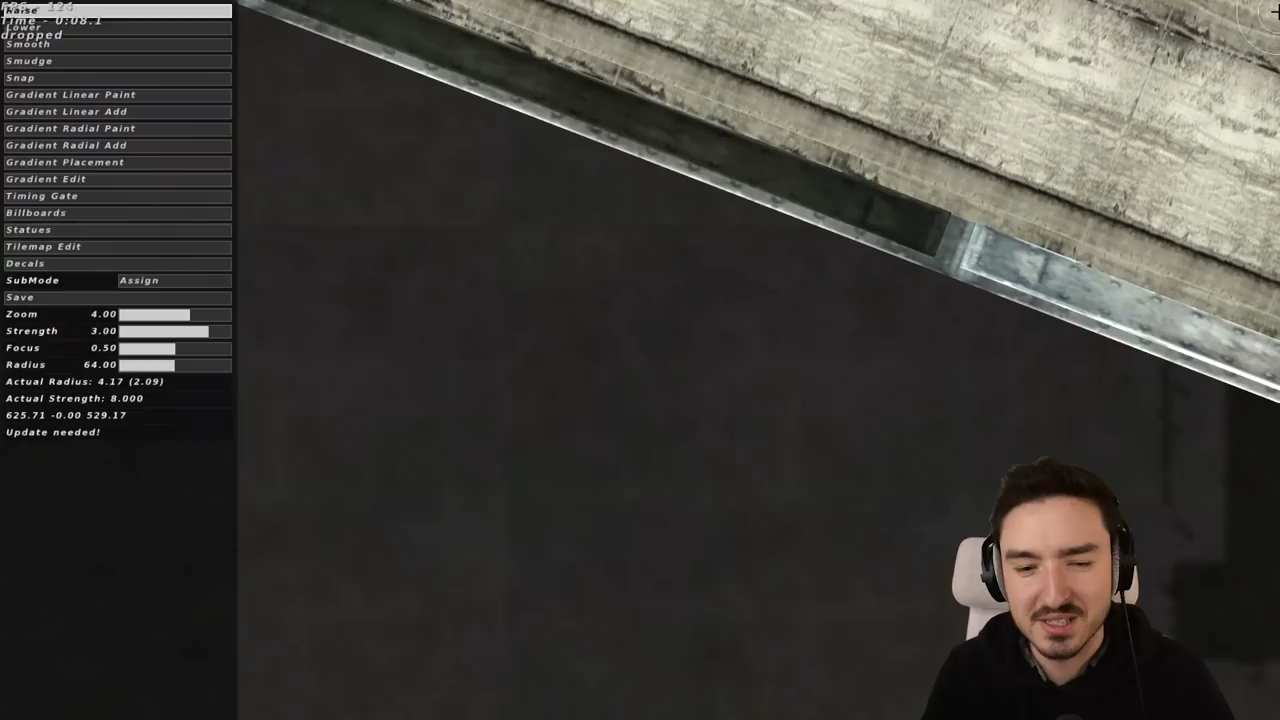 FPS - 124
Raise
Time - 0:08.1
Lower
dropped
Smooth
Smudge
Snap
Gradient Linear Paint
Gradient Linear Add
Gradient Radial Paint
Gradient Radial Add
Gradient Placement
Gradient Edit
Timing Gate
Billboards
Statues
Tilemap Edit
Decals
SubMode Assign
Save
Zoom 4.00
Strength 3.00
Focus 0.50
Radius 64.00
Actual Radius: 4.17 (2.09)
Actual Strength: 8.000
625.71 -0.00 529.17
Update needed!